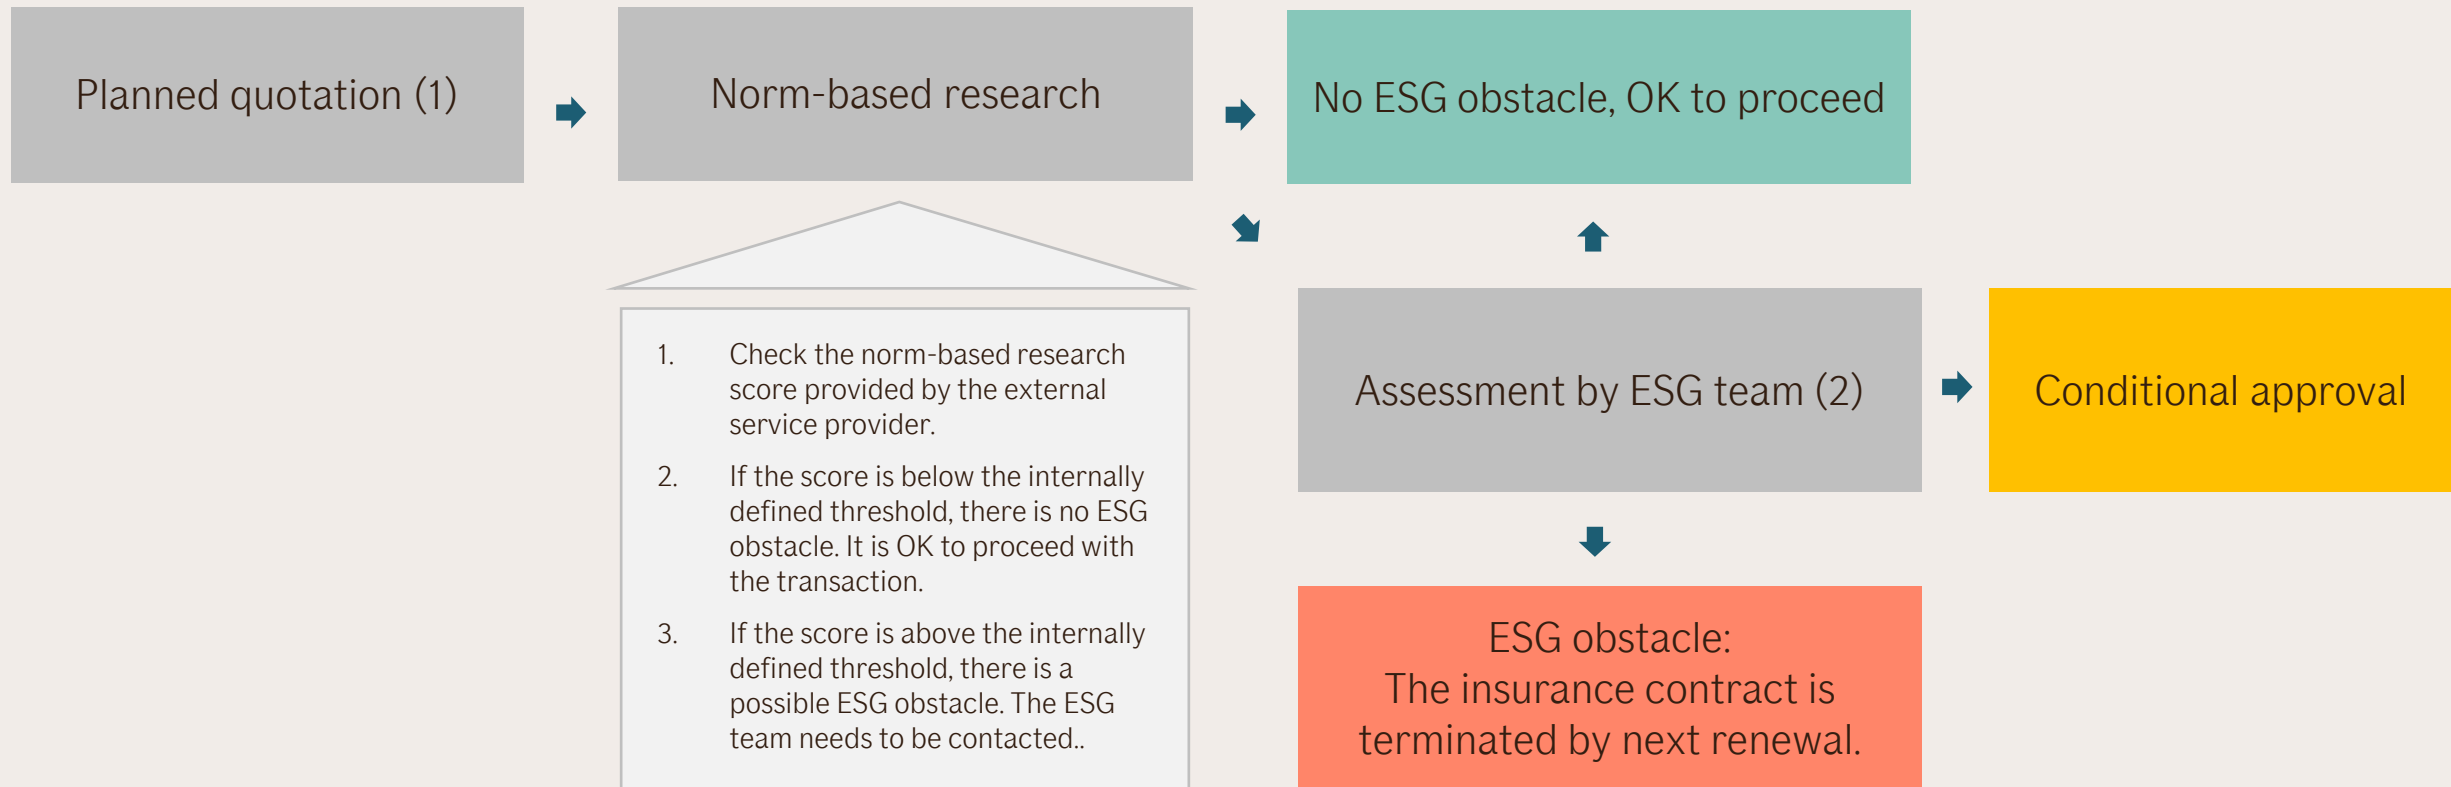 Planned quotation (1)
Norm-based research
No ESG obstacle, OK to proceed
1. Check the norm-based research
score provided by the external
service provider.
2. If the score is below the internally
defined threshold, there is no ESG
obstacle. It is OK to proceed with
the transaction.
3. If the score is above the internally
defined threshold, there is a
possible ESG obstacle. The ESG
team needs to be contacted..
Assessment by ESG team (2)
Conditional approval
ESG obstacle:
The insurance contract is
terminated by next renewal.